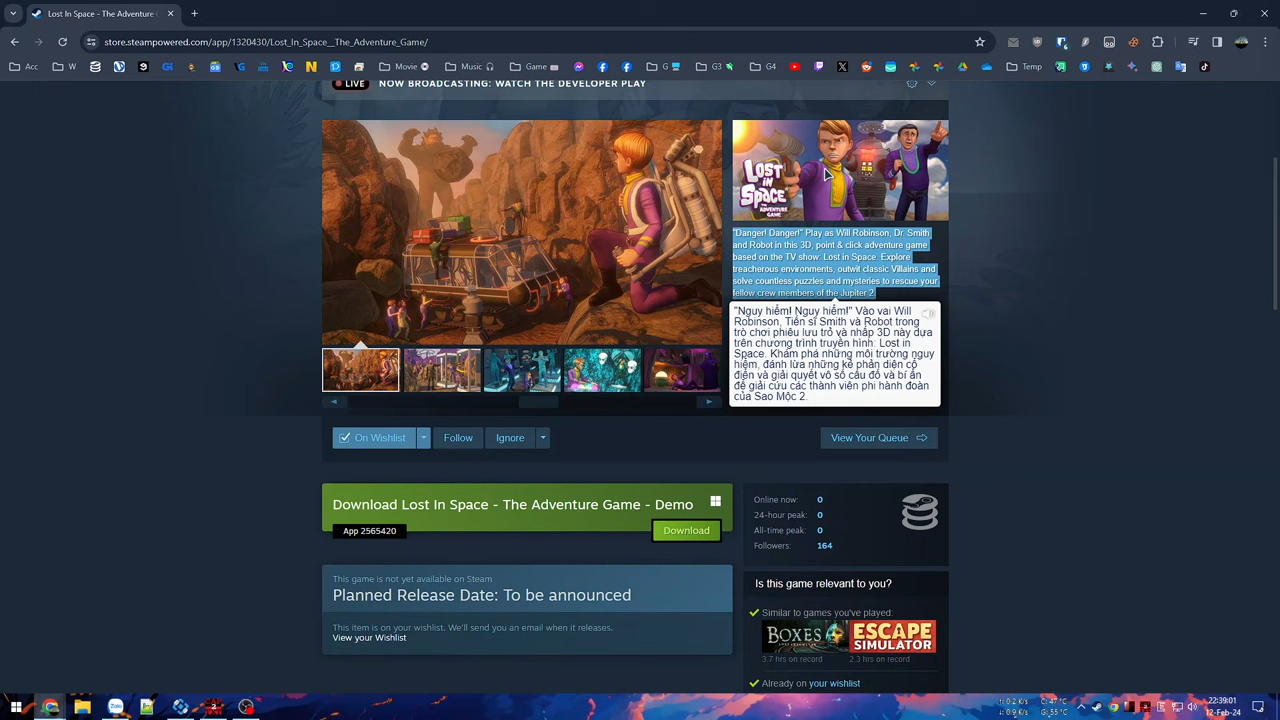 Lost In Space - The Adventure G
store.steampowered.com/app/1320430/Lost_In_Space__The_Adventure_Game/
Acc
W
Movie
Music
Game
G
G3
G4
Temp
LIVE
NOW BROADCASTING: WATCH THE DEVELOPER PLAY
LOST IN SPACE
THE ADVENTURE GAME
"Danger! Danger!" Play as Will Robinson, Dr. Smith
and Robot in this 3D, point & click adventure game
based on the TV show: Lost in Space. Explore
treacherous environments, outwit classic Villains and
solve countless puzzles and mysteries to rescue your
fellow crew members of the Jupiter 2
"Nguy hiểm! Nguy hiểm!" Vào vai Will
Robinson, Tiến sĩ Smith và Robot trong
trò chơi phiêu lưu trỏ và nhấp 3D này dựa
trên chương trình truyền hình: Lost in
Space. Khám phá những môi trường nguy
hiểm, đánh lừa những kẻ phản diện cổ
điển và giải quyết vô số câu đố và bí ẩn
để giải cứu các thành viên phi hành đoàn
của Sao Mộc 2.
On Wishlist
Follow
Ignore
View Your Queue
Download Lost In Space - The Adventure Game - Demo
App 2565420
Download
Online now: 0
24-hour peak: 0
All-time peak: 0
Followers: 164
This game is not yet available on Steam
Planned Release Date: To be announced
This item is on your wishlist. We'll send you an email when it releases.
View your Wishlist
Is this game relevant to you?
Similar to games you've played:
BOXES
ESCAPE SIMULATOR
3.7 hrs on record
2.3 hrs on record
Already on your wishlist
Zalo
22:39:01
12-Feb-24